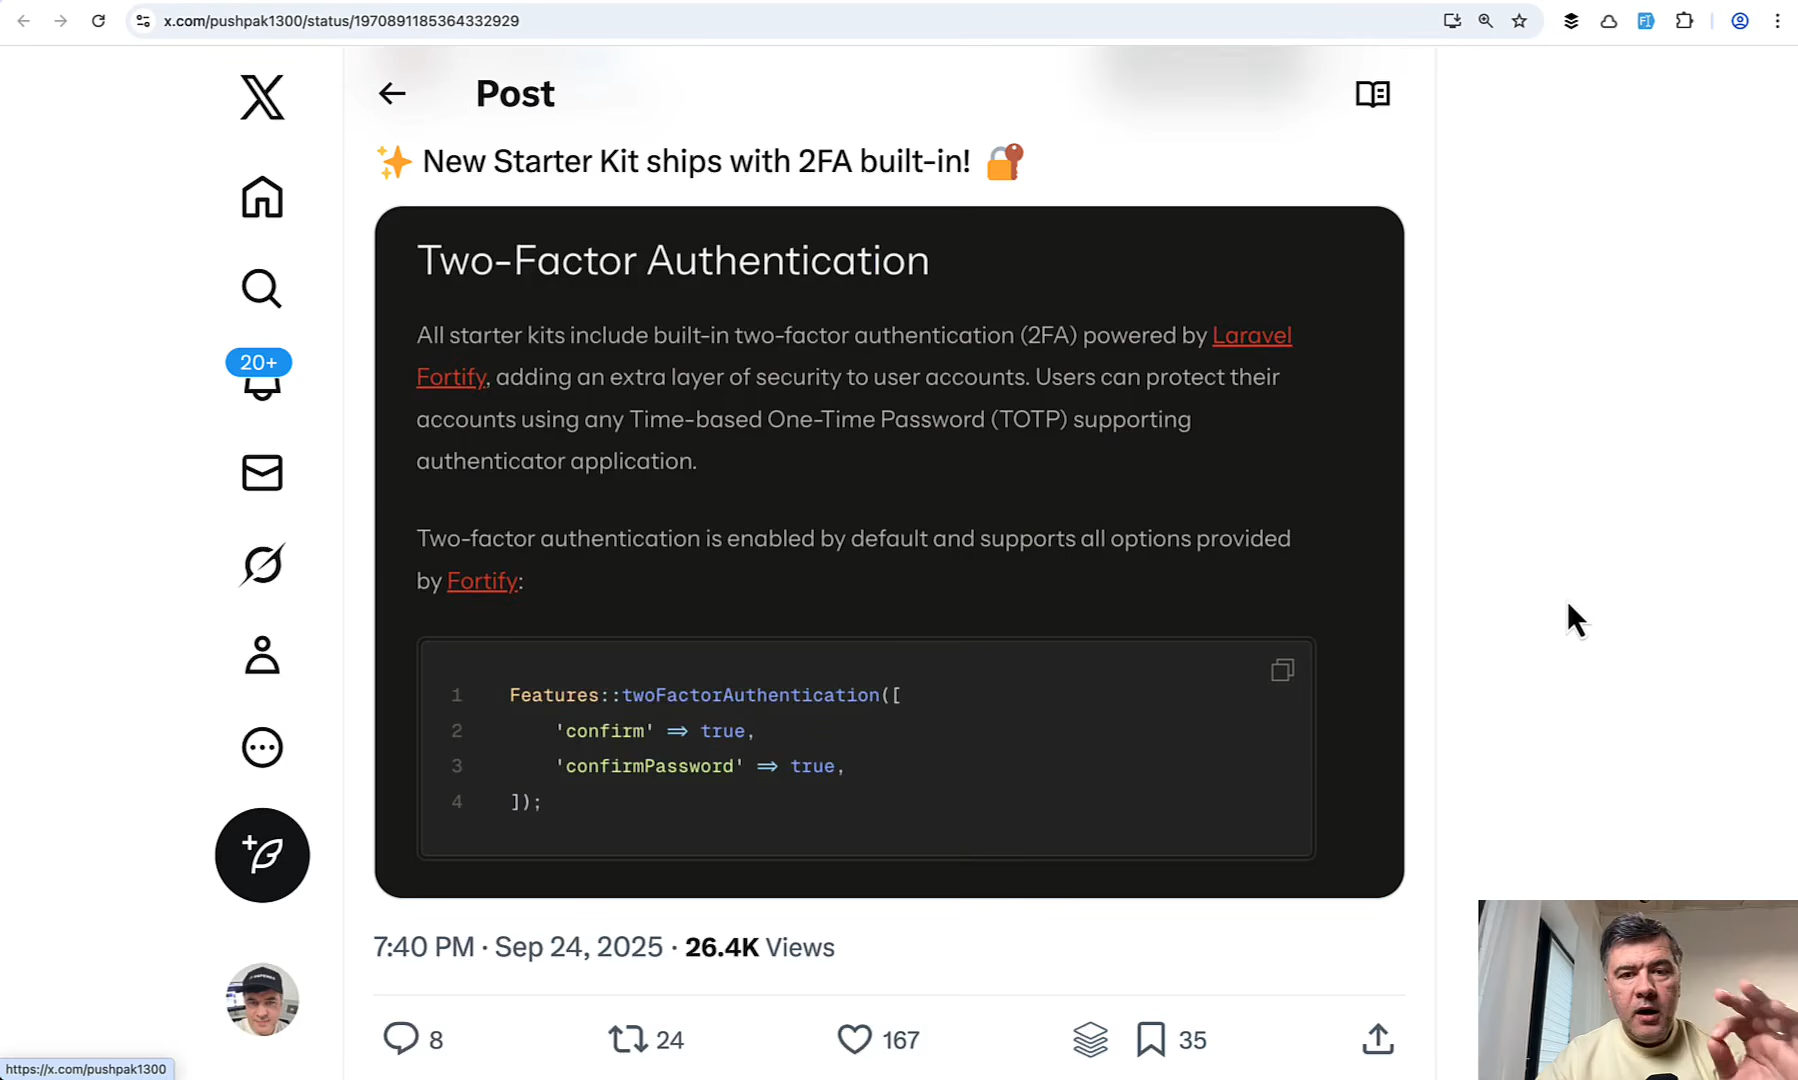 x.com/pushpak1300/status/1970891185364332929
Post
✨ New Starter Kit ships with 2FA built-in! 🔐
Two-Factor Authentication
All starter kits include built-in two-factor authentication (2FA) powered by Laravel
Fortify, adding an extra layer of security to user accounts. Users can protect their
accounts using any Time-based One-Time Password (TOTP) supporting
authenticator application.
Two-factor authentication is enabled by default and supports all options provided
by Fortify:
1 Features::twoFactorAuthentication([
2 'confirm' => true,
3 'confirmPassword' => true,
4 ]);
20+
7:40 PM · Sep 24, 2025 · 26.4K Views
8 24 167 35
https://x.com/pushpak1300